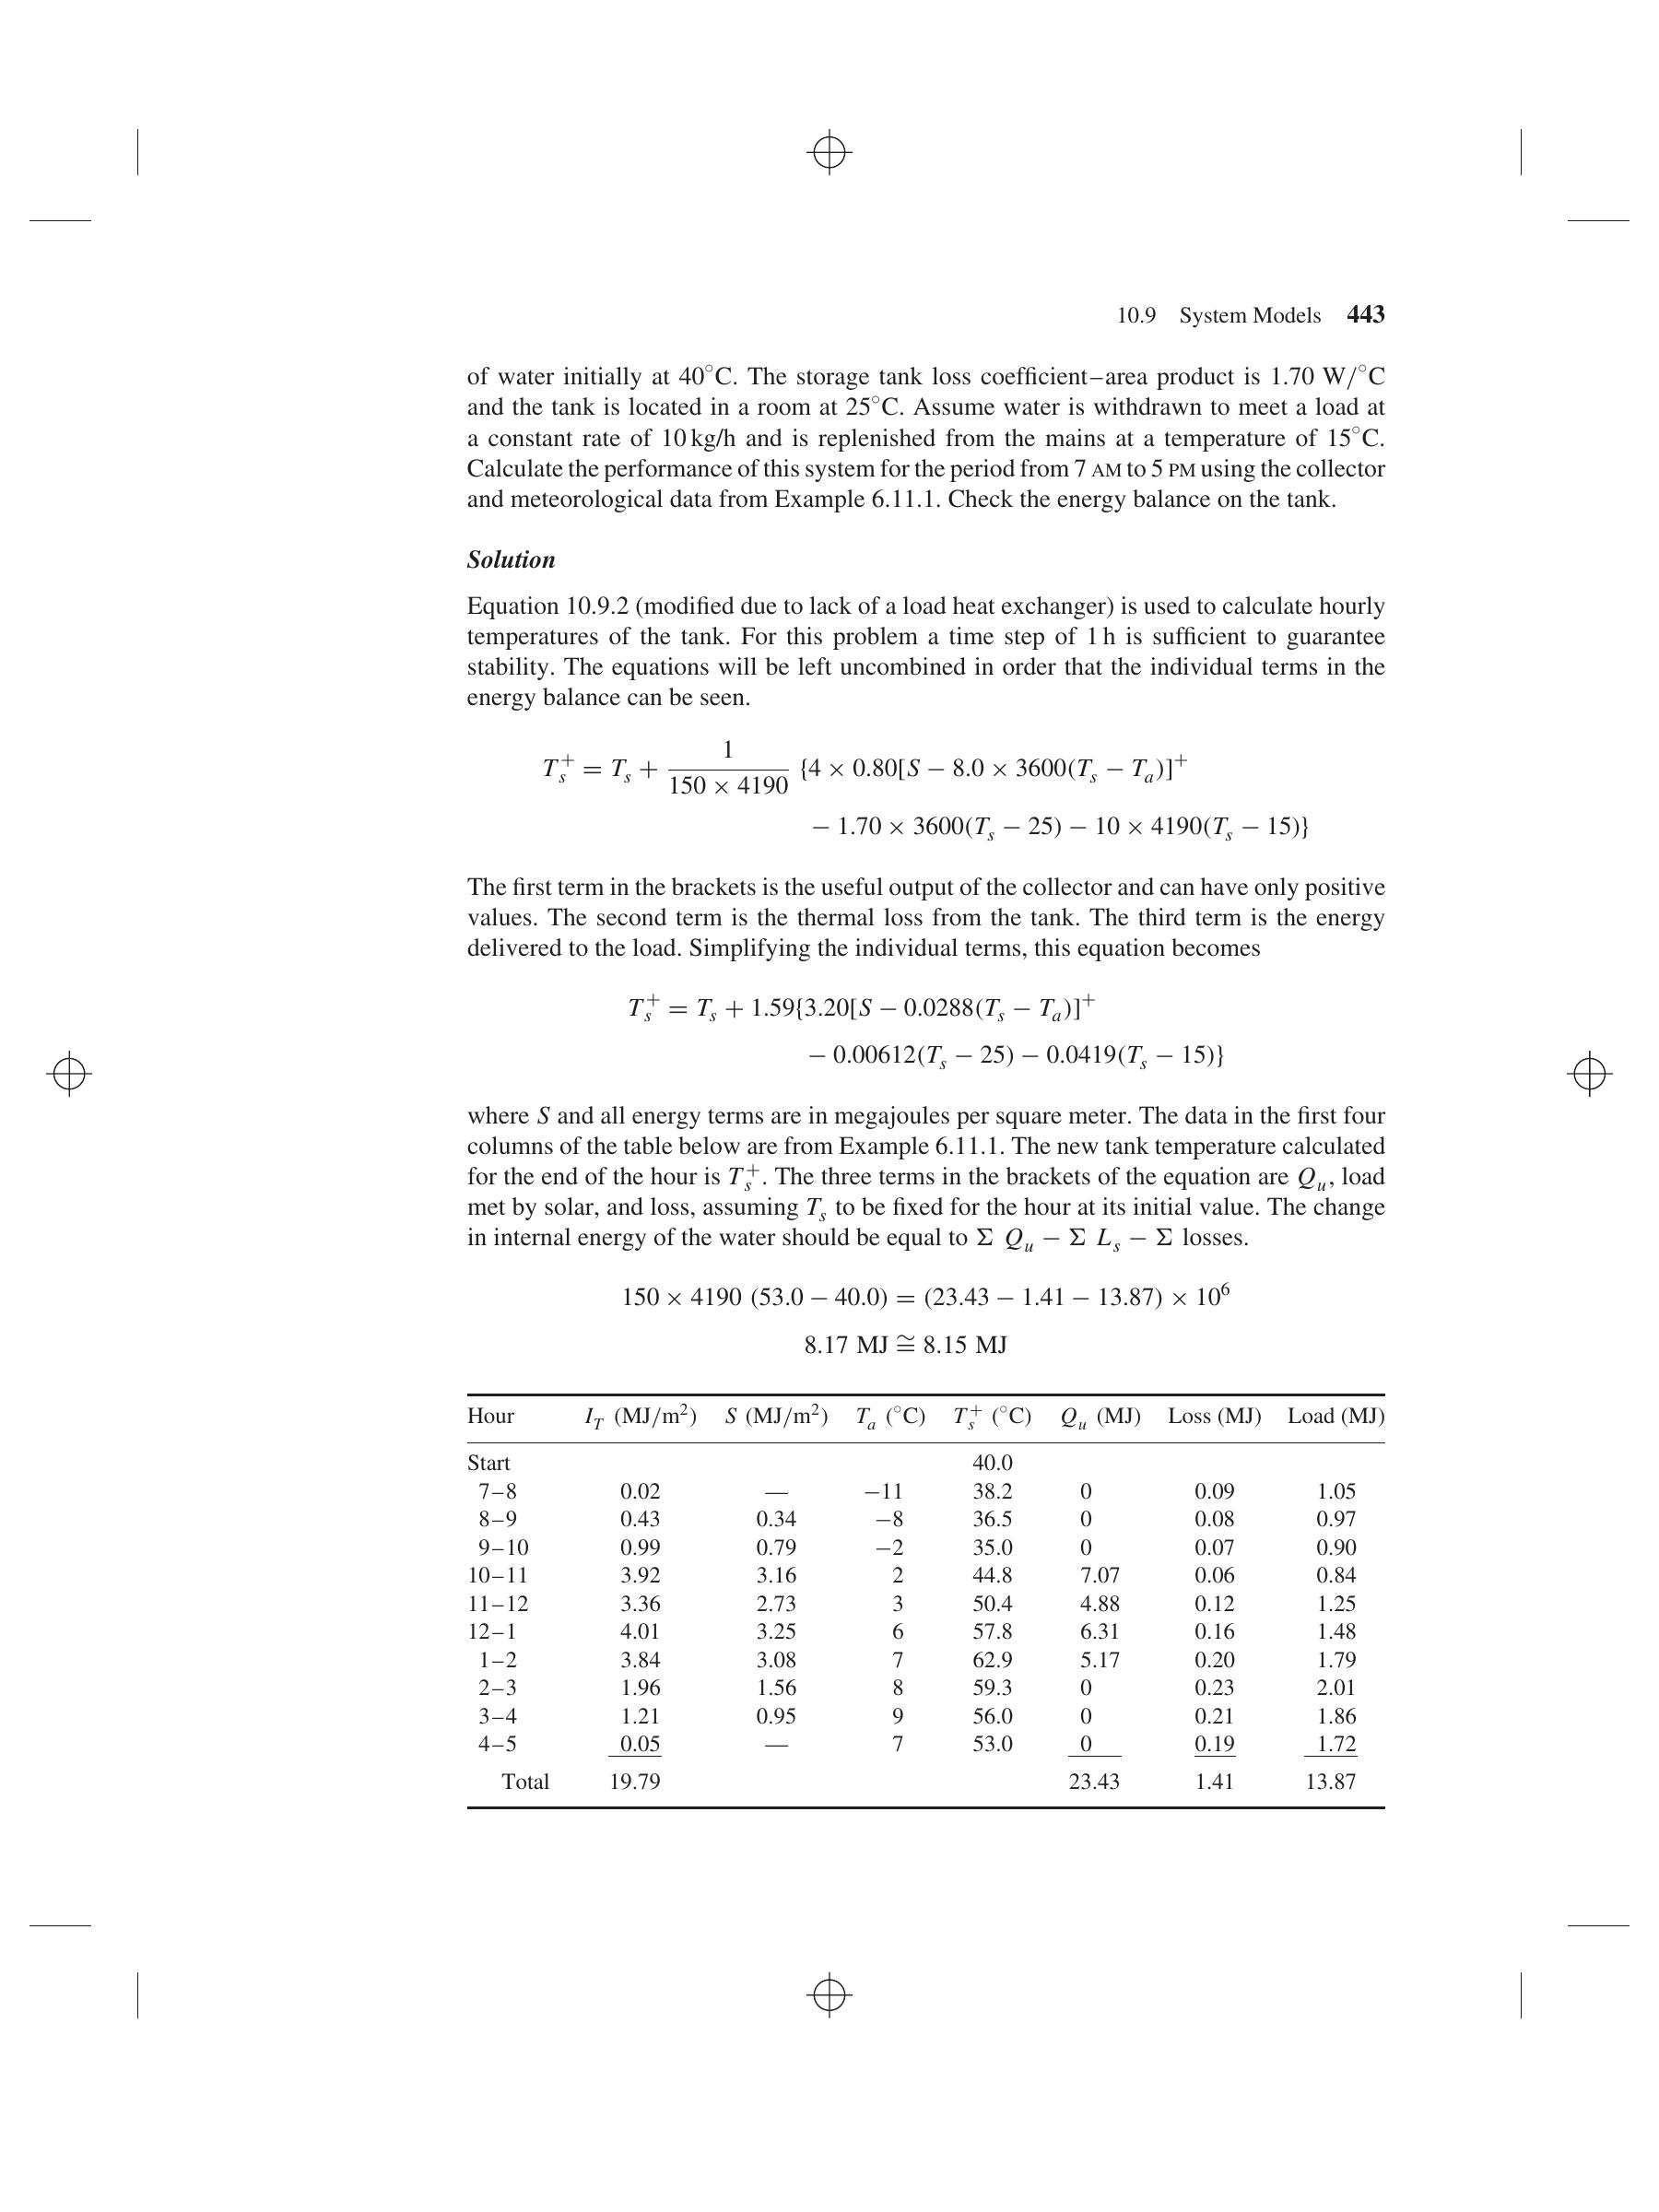 10.9 System Models 443
of water initially at 40°C. The storage tank loss coefficient–area product is 1.70 W/°C
and the tank is located in a room at 25°C. Assume water is withdrawn to meet a load at
a constant rate of 10 kg/h and is replenished from the mains at a temperature of 15°C.
Calculate the performance of this system for the period from 7 AM to 5 PM using the collector
and meteorological data from Example 6.11.1. Check the energy balance on the tank.
Solution
Equation 10.9.2 (modified due to lack of a load heat exchanger) is used to calculate hourly
temperatures of the tank. For this problem a time step of 1 h is sufficient to guarantee
stability. The equations will be left uncombined in order that the individual terms in the
energy balance can be seen.
T_s^+ = T_s + 1/(150 × 4190) {4 × 0.80[S − 8.0 × 3600(T_s − T_a)]^+
− 1.70 × 3600(T_s − 25) − 10 × 4190(T_s − 15)}
The first term in the brackets is the useful output of the collector and can have only positive
values. The second term is the thermal loss from the tank. The third term is the energy
delivered to the load. Simplifying the individual terms, this equation becomes
T_s^+ = T_s + 1.59{3.20[S − 0.0288(T_s − T_a)]^+
− 0.00612(T_s − 25) − 0.0419(T_s − 15)}
where S and all energy terms are in megajoules per square meter. The data in the first four
columns of the table below are from Example 6.11.1. The new tank temperature calculated
for the end of the hour is T_s^+. The three terms in the brackets of the equation are Q_u, load
met by solar, and loss, assuming T_s to be fixed for the hour at its initial value. The change
in internal energy of the water should be equal to Σ Q_u − Σ L_s − Σ losses.
150 × 4190 (53.0 − 40.0) = (23.43 − 1.41 − 13.87) × 10^6
8.17 MJ ≅ 8.15 MJ
Hour I_T (MJ/m²) S (MJ/m²) T_a (°C) T_s^+ (°C) Q_u (MJ) Loss (MJ) Load (MJ)
Start 40.0
7–8 0.02 — −11 38.2 0 0.09 1.05
8–9 0.43 0.34 −8 36.5 0 0.08 0.97
9–10 0.99 0.79 −2 35.0 0 0.07 0.90
10–11 3.92 3.16 2 44.8 7.07 0.06 0.84
11–12 3.36 2.73 3 50.4 4.88 0.12 1.25
12–1 4.01 3.25 6 57.8 6.31 0.16 1.48
1–2 3.84 3.08 7 62.9 5.17 0.20 1.79
2–3 1.96 1.56 8 59.3 0 0.23 2.01
3–4 1.21 0.95 9 56.0 0 0.21 1.86
4–5 0.05 — 7 53.0 0 0.19 1.72
Total 19.79 23.43 1.41 13.87